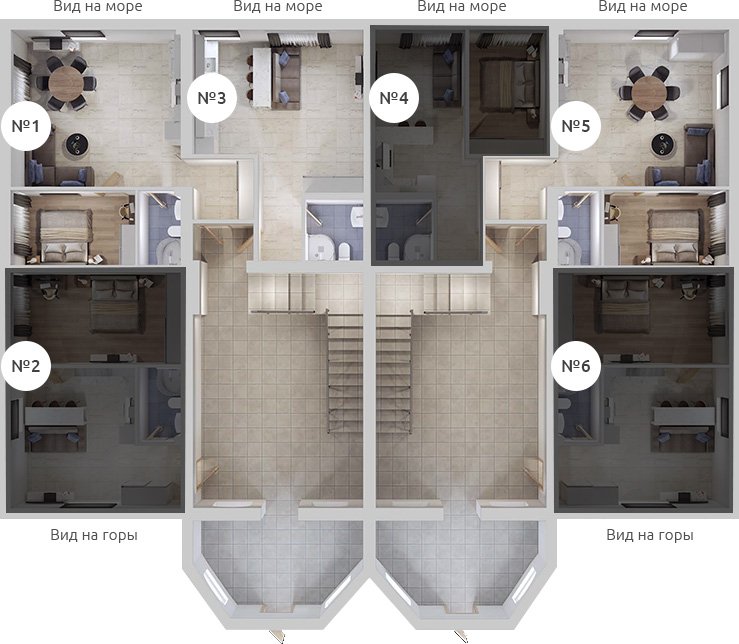 Вид на море
Вид на море
Вид на море
Вид на море
№1
№3
№4
№5
№2
№6
Вид на горы
Вид на горы